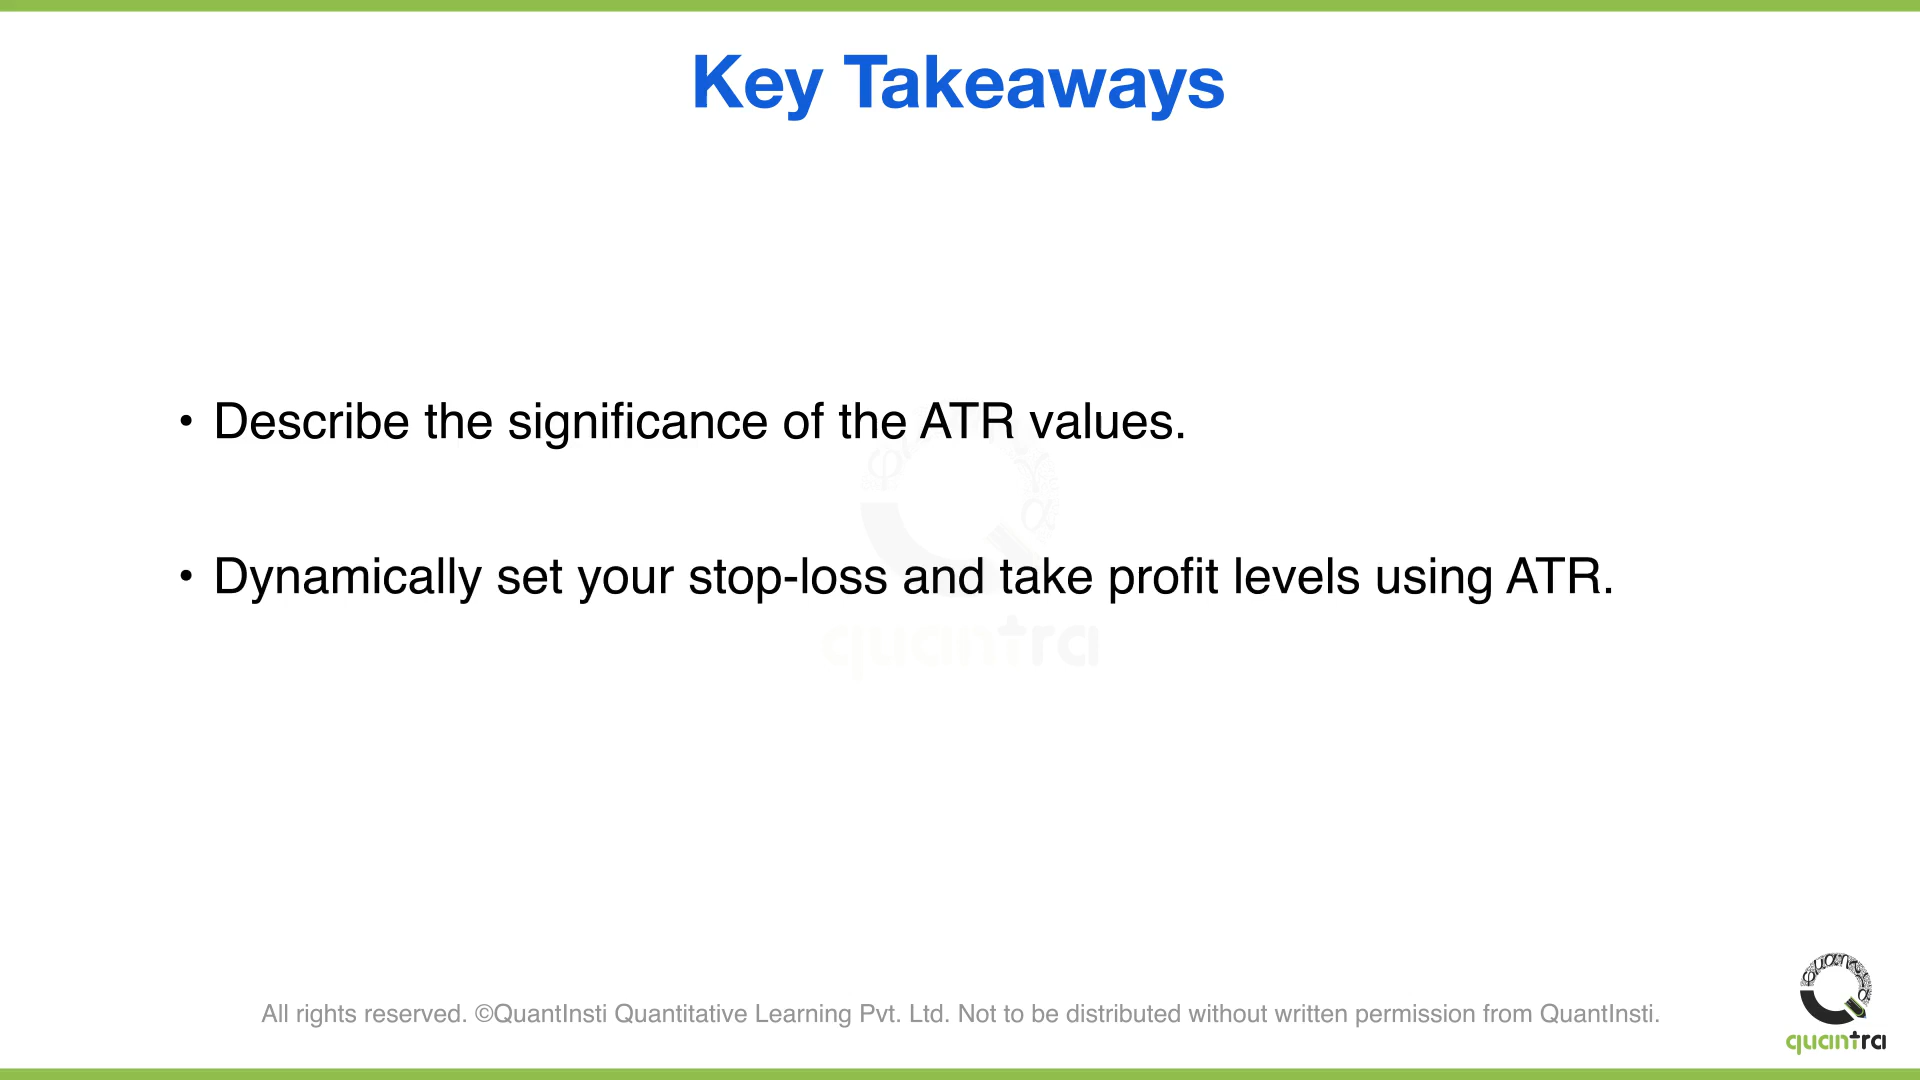 Key Takeaways
• Describe the significance of the ATR values.
• Dynamically set your stop-loss and take profit levels using ATR.
quantra
All rights reserved. ©QuantInsti Quantitative Learning Pvt. Ltd. Not to be distributed without written permission from QuantInsti.
quantra